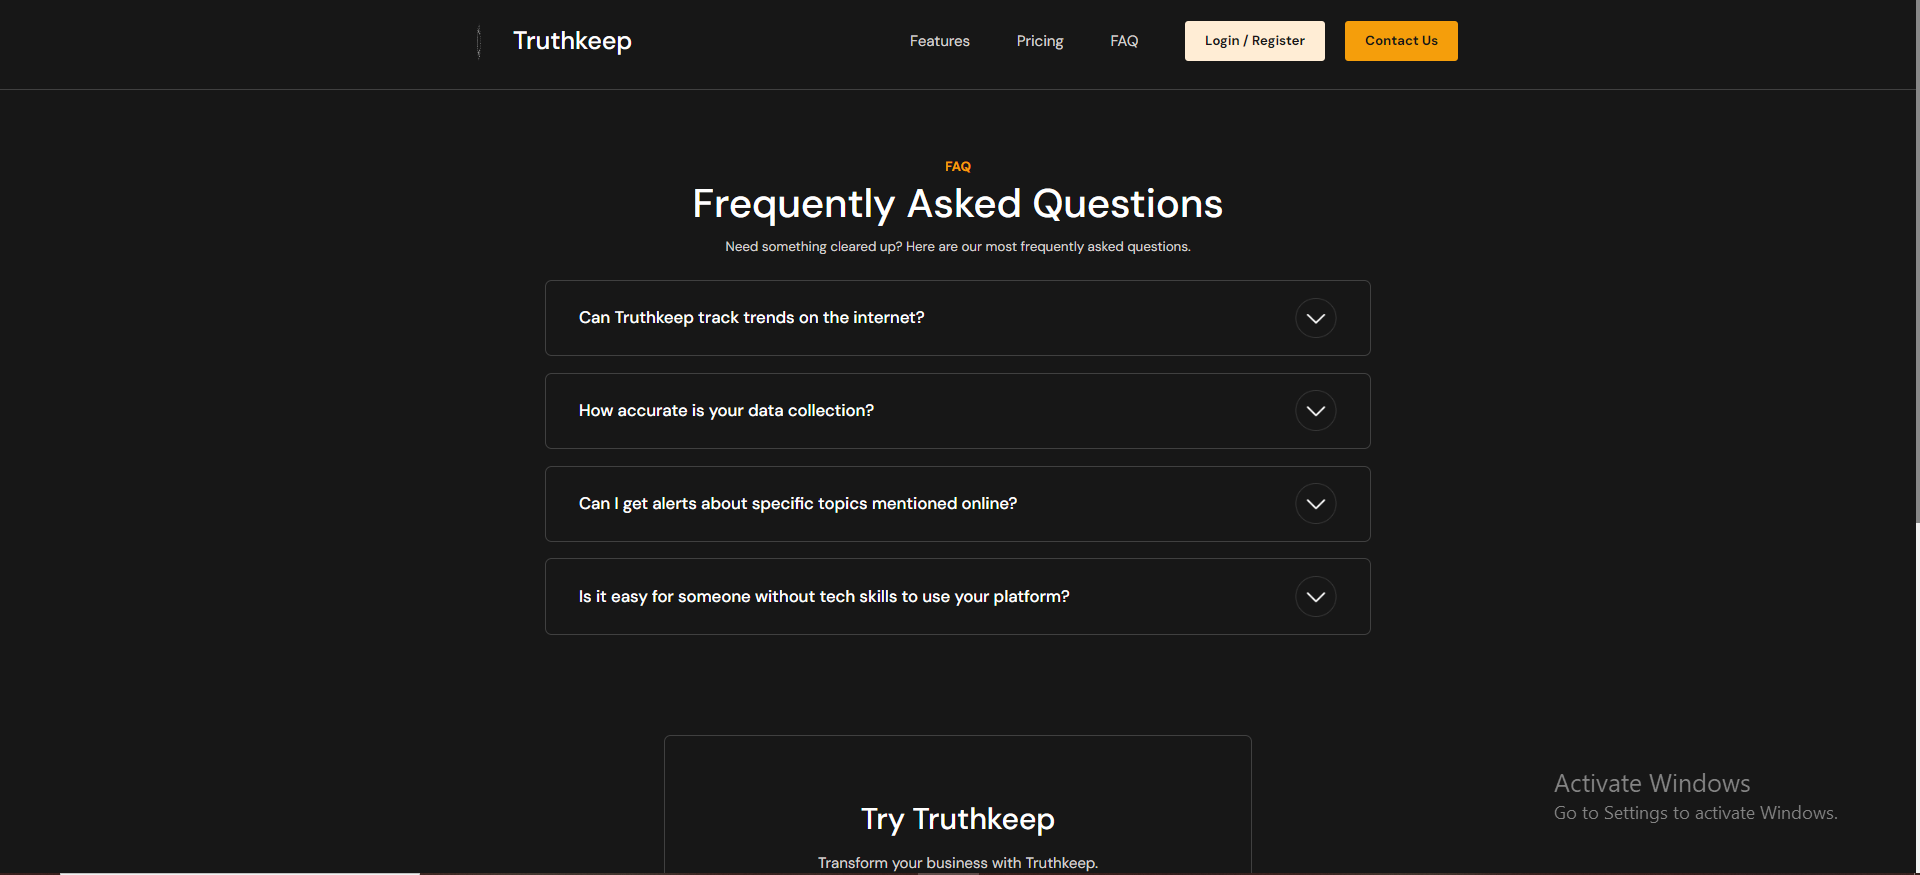 Truthkeep
Features
Pricing
FAQ
Login / Register
Contact Us
FAQ
Frequently Asked Questions
Need something cleared up? Here are our most frequently asked questions.
Can Truthkeep track trends on the internet?
How accurate is your data collection?
Can I get alerts about specific topics mentioned online?
Is it easy for someone without tech skills to use your platform?
Try Truthkeep
Transform your business with Truthkeep.
Activate Windows
Go to Settings to activate Windows.